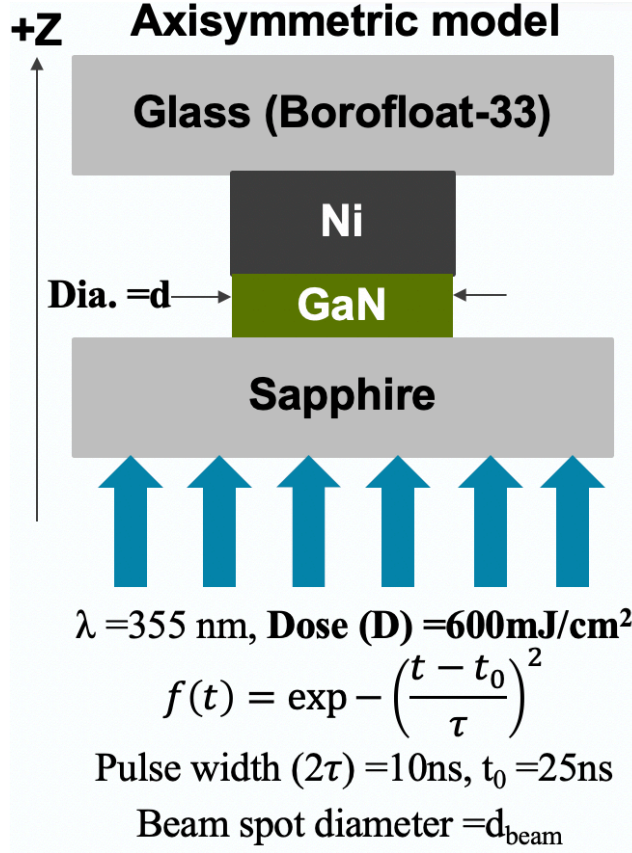 +Z
Axisymmetric model
Glass (Borofloat-33)
Ni
Dia. =d
GaN
Sapphire
λ =355 nm, Dose (D) =600mJ/cm²
f(t) = exp − ((t − t₀)/τ)²
Pulse width (2τ) =10ns, t₀ =25ns
Beam spot diameter =d_beam